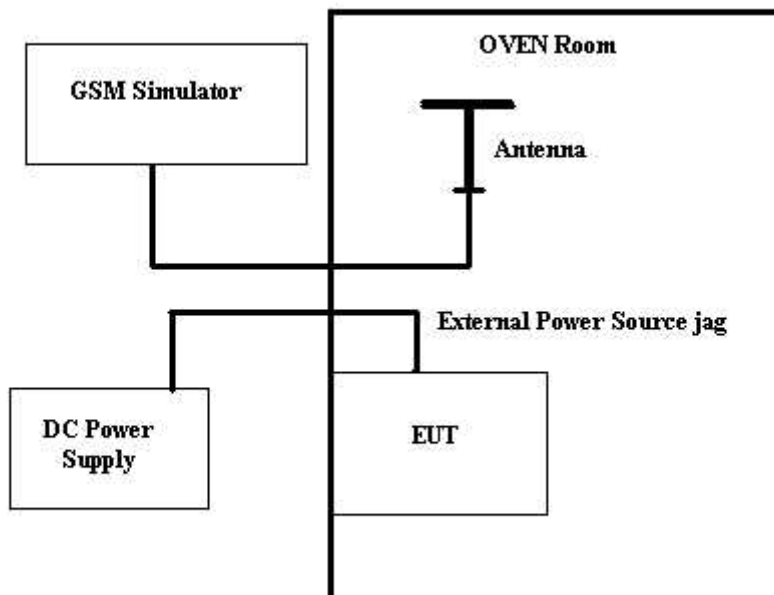 OVEN Room
GSM Simulator
Antenna
External Power Source jag
DC Power
Supply
EUT